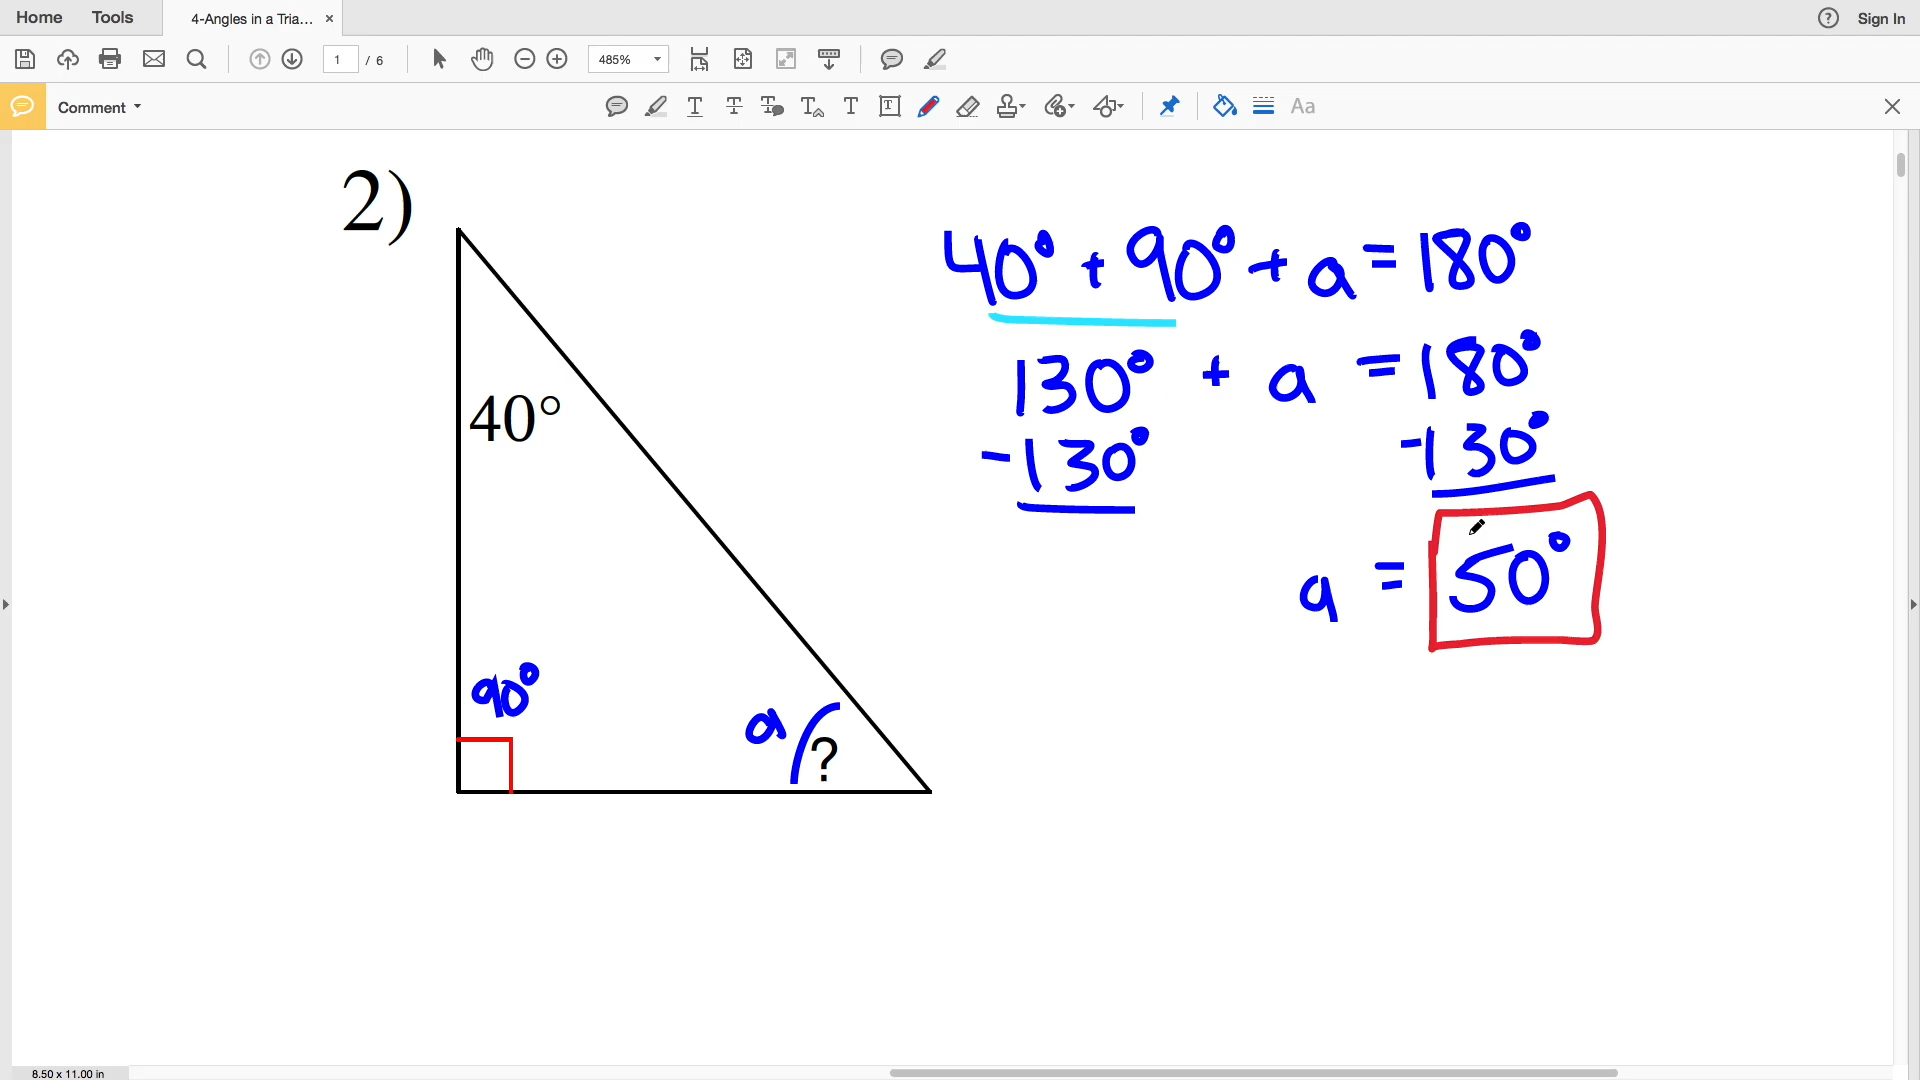 Home Tools 4-Angles in a Tria... × ? Sign In
1 / 6 485%
Comment Aa
2)
40° + 90° + a = 180°
130° + a = 180°
-130° -130°
a = 50°
40°
90°
a ?
8.50 x 11.00 in